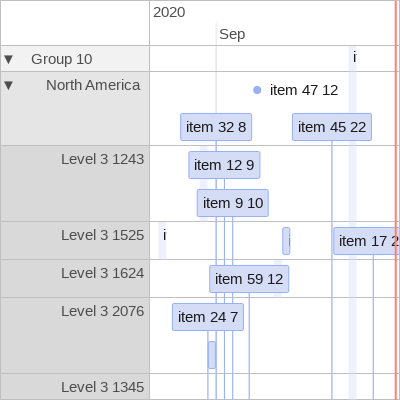 2020
Sep
▼ Group 10
i
▼ North America
item 47 12
item 32 8
item 45 22
Level 3 1243
item 12 9
item 9 10
Level 3 1525
i
i
item 17 2
Level 3 1624
item 59 12
Level 3 2076
item 24 7
Level 3 1345